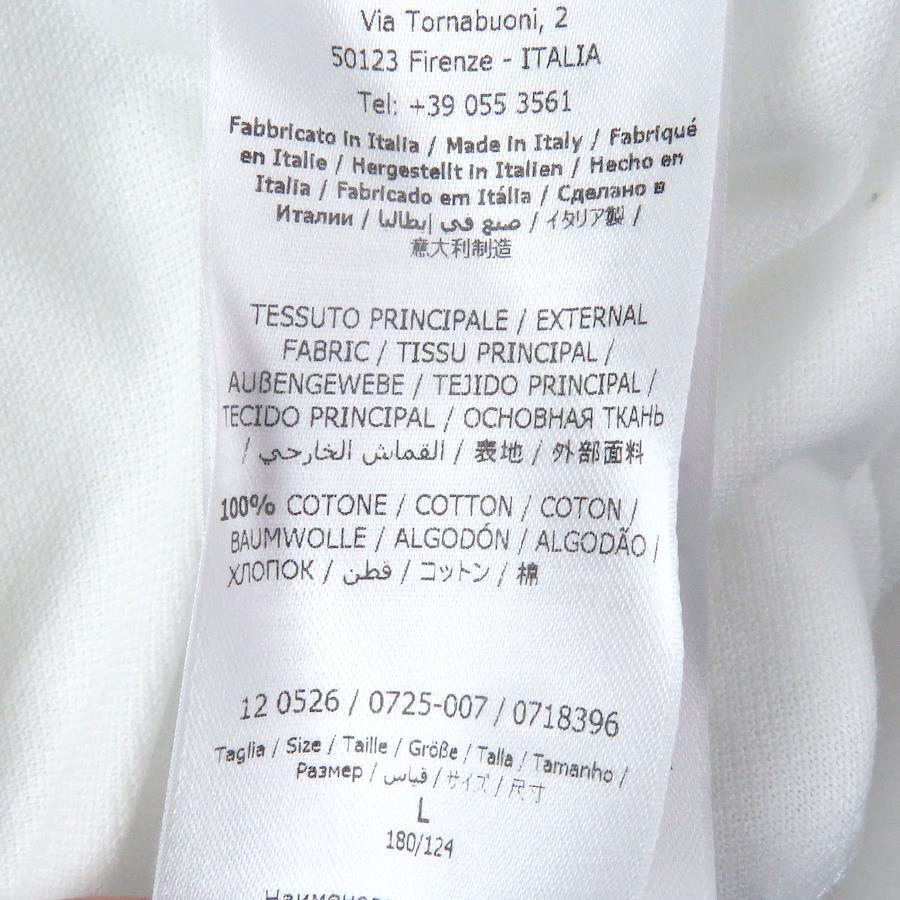 Via Tornabuoni, 2
50123 Firenze - ITALIA
Tel: +39 055 3561
Fabbricato in Italia / Made in Italy / Fabriqué
en Italie / Hergestellt in Italien / Hecho en
Italia / Fabricado em Itália / Сделано в
Италии / صنع في إيطاليا / イタリア製 /
意大利制造
TESSUTO PRINCIPALE / EXTERNAL
FABRIC / TISSU PRINCIPAL /
AUßENGEWEBE / TEJIDO PRINCIPAL /
TECIDO PRINCIPAL / ОСНОВНАЯ ТКАНЬ
/ القماش الخارجي / 表地 / 外部面料
100% COTONE / COTTON / COTON /
BAUMWOLLE / ALGODÓN / ALGODÃO /
ХЛОПОК / قطن / コットン / 棉
12 0526 / 0725-007 / 0718396
Taglia / Size / Taille / Größe / Talla / Tamanho /
Размер / قياس / サイズ / 尺寸
L
180/124